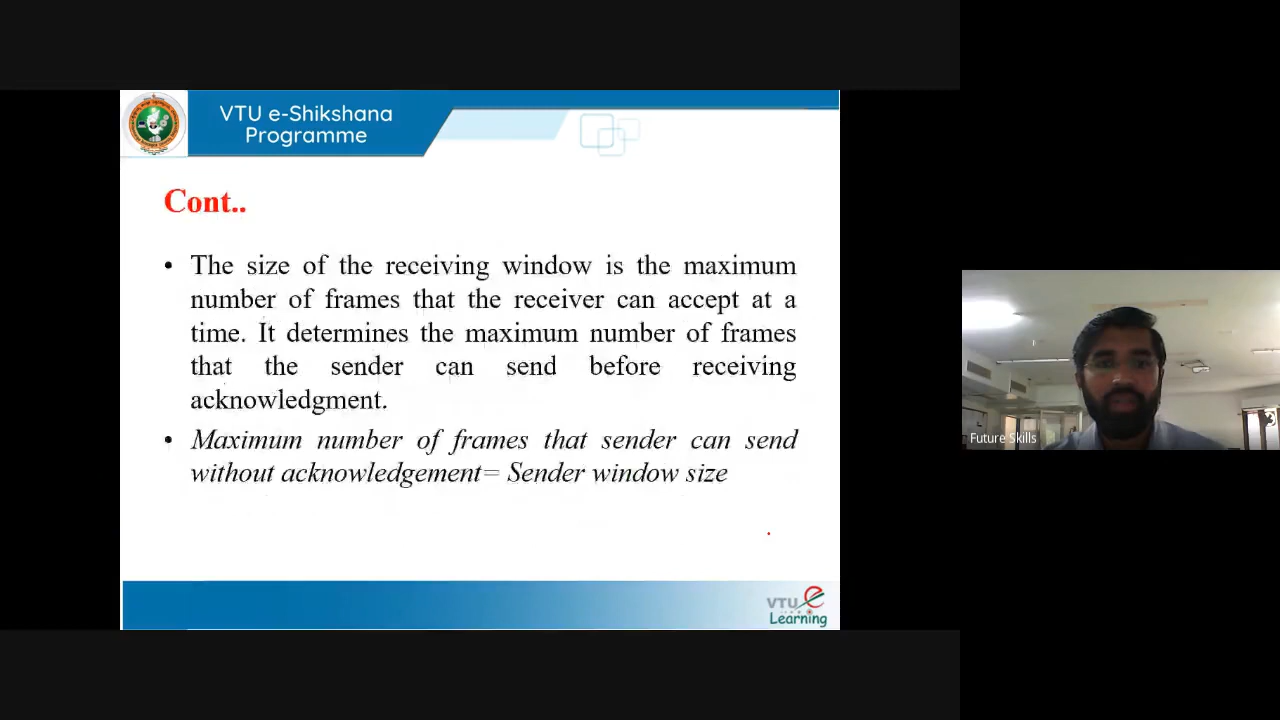 VTU e-Shikshana
Programme
Cont..
• The size of the receiving window is the maximum
number of frames that the receiver can accept at a
time. It determines the maximum number of frames
that the sender can send before receiving
acknowledgment.
• Maximum number of frames that sender can send
without acknowledgement= Sender window size
Future Skills
VTU e
Learning